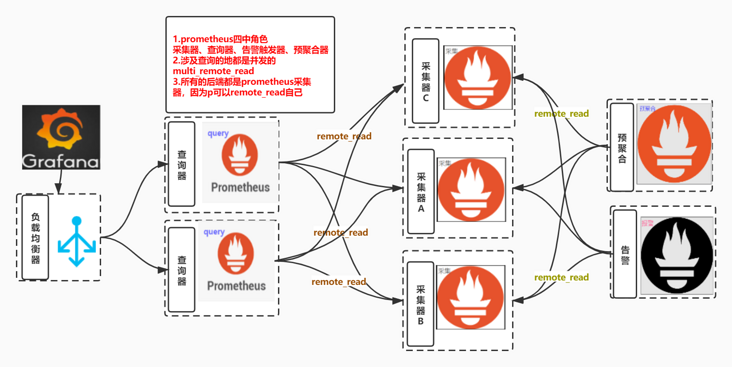 1.prometheus四中角色
采集器、查询器、告警触发器、预聚合器
2.涉及查询的地都是并发的
multi_remote_read
3.所有的后端都是prometheus采集
器，因为p可以remote_read自己
Grafana
负载均衡器
查询器
query
Prometheus
查询器
query
Prometheus
remote_read
remote_read
remote_read
采集器C
采集
采集器A
采集
采集器B
采集
remote_read
remote_read
预聚合
预聚合
告警
报警